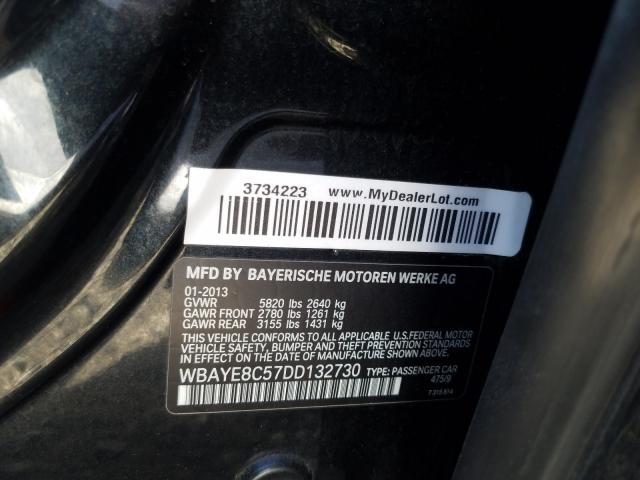 3734223 www.MyDealerLot.com
MFD BY BAYERISCHE MOTOREN WERKE AG
01-2013
GVWR 5820 lbs 2640 kg
GAWR FRONT 2780 lbs 1261 kg
GAWR REAR 3155 lbs 1431 kg
THIS VEHICLE CONFORMS TO ALL APPLICABLE U.S.FEDERAL MOTOR
VEHICLE SAFETY, BUMPER AND THEFT PREVENTION STANDARDS
IN EFFECT ON THE DATE OF MANUFACTURE SHOWN ABOVE.
WBAYE8C57DD132730 TYPE: PASSENGER CAR
475/9
7 315 814